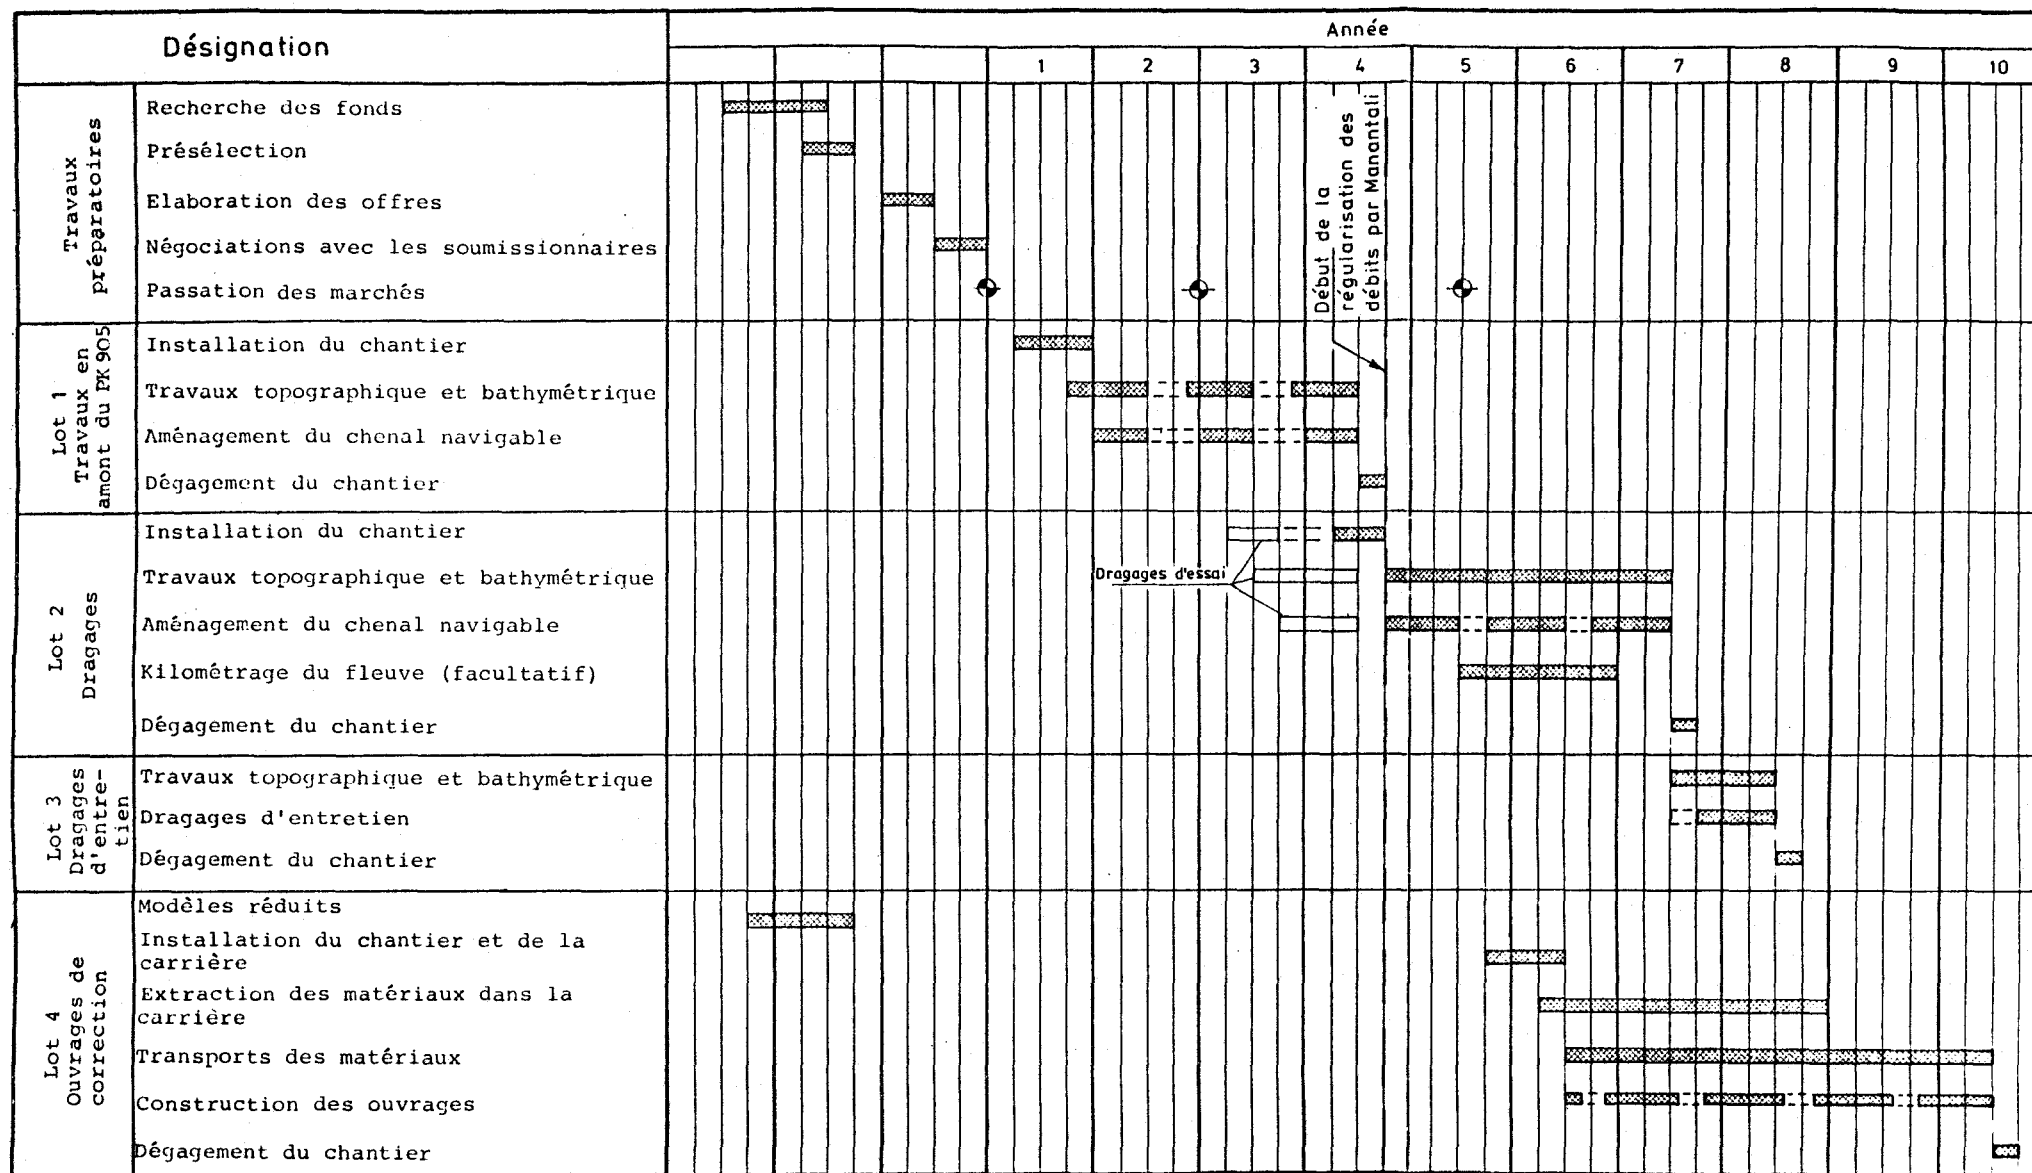 Désignation
Année
1 2 3 4 5 6 7 8 9 10
Travaux
préparatoires
Recherche des fonds
Présélection
Elaboration des offres
Négociations avec les soumissionnaires
Passation des marchés
Début de la
régularisation des
débits par Manantali
Lot 1
Travaux en
amont du PK 905
Installation du chantier
Travaux topographique et bathymétrique
Aménagement du chenal navigable
Dégagement du chantier
Lot 2
Dragages
Installation du chantier
Travaux topographique et bathymétrique
Dragages d'essai
Aménagement du chenal navigable
Kilométrage du fleuve (facultatif)
Dégagement du chantier
Lot 3
Dragages
d'entre-
tien
Travaux topographique et bathymétrique
Dragages d'entretien
Dégagement du chantier
Lot 4
Ouvrages de
correction
Modèles réduits
Installation du chantier et de la
carrière
Extraction des matériaux dans la
carrière
Transports des matériaux
Construction des ouvrages
Dégagement du chantier